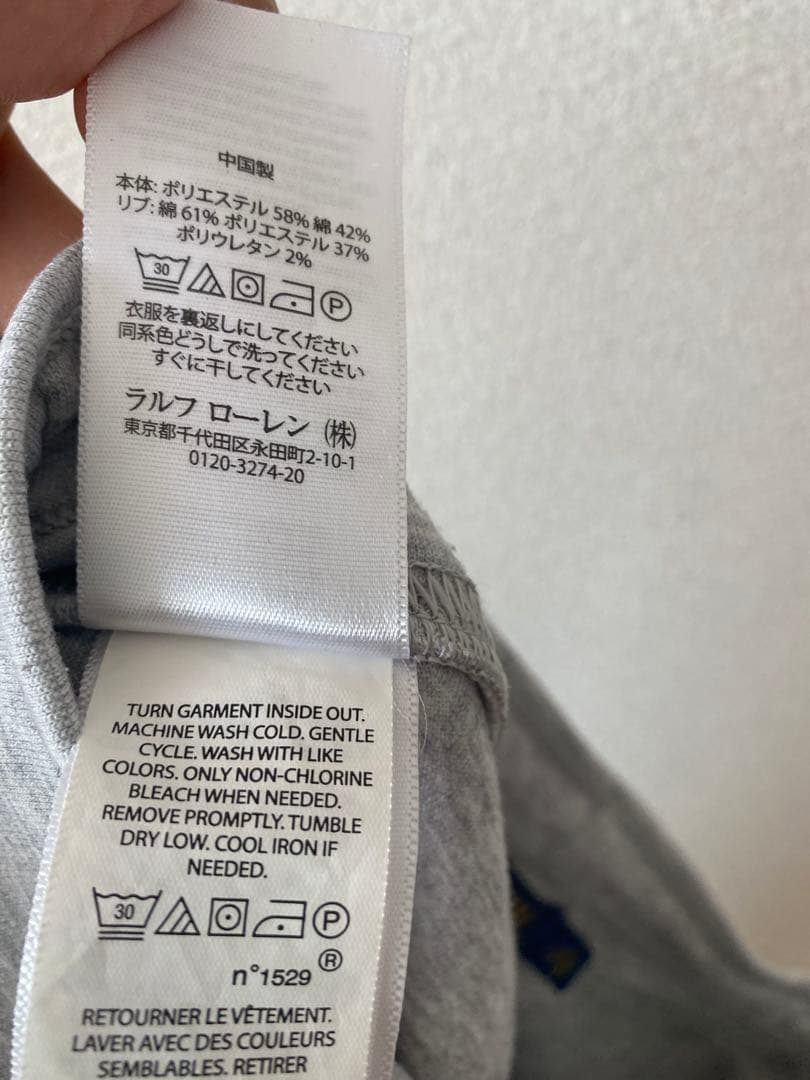 中国製
本体: ポリエステル 58% 綿 42%
リブ: 綿 61% ポリエステル 37%
ポリウレタン 2%
30 P
衣服を裏返しにしてください
同系色どうしで洗ってください
すぐに干してください
ラルフ ローレン (株)
東京都千代田区永田町2-10-1
0120-3274-20
TURN GARMENT INSIDE OUT.
MACHINE WASH COLD. GENTLE
CYCLE. WASH WITH LIKE
COLORS. ONLY NON-CHLORINE
BLEACH WHEN NEEDED.
REMOVE PROMPTLY. TUMBLE
DRY LOW. COOL IRON IF
NEEDED.
30 P
n°1529 ®
RETOURNER LE VÊTEMENT.
LAVER AVEC DES COULEURS
SEMBLABLES. RETIRER